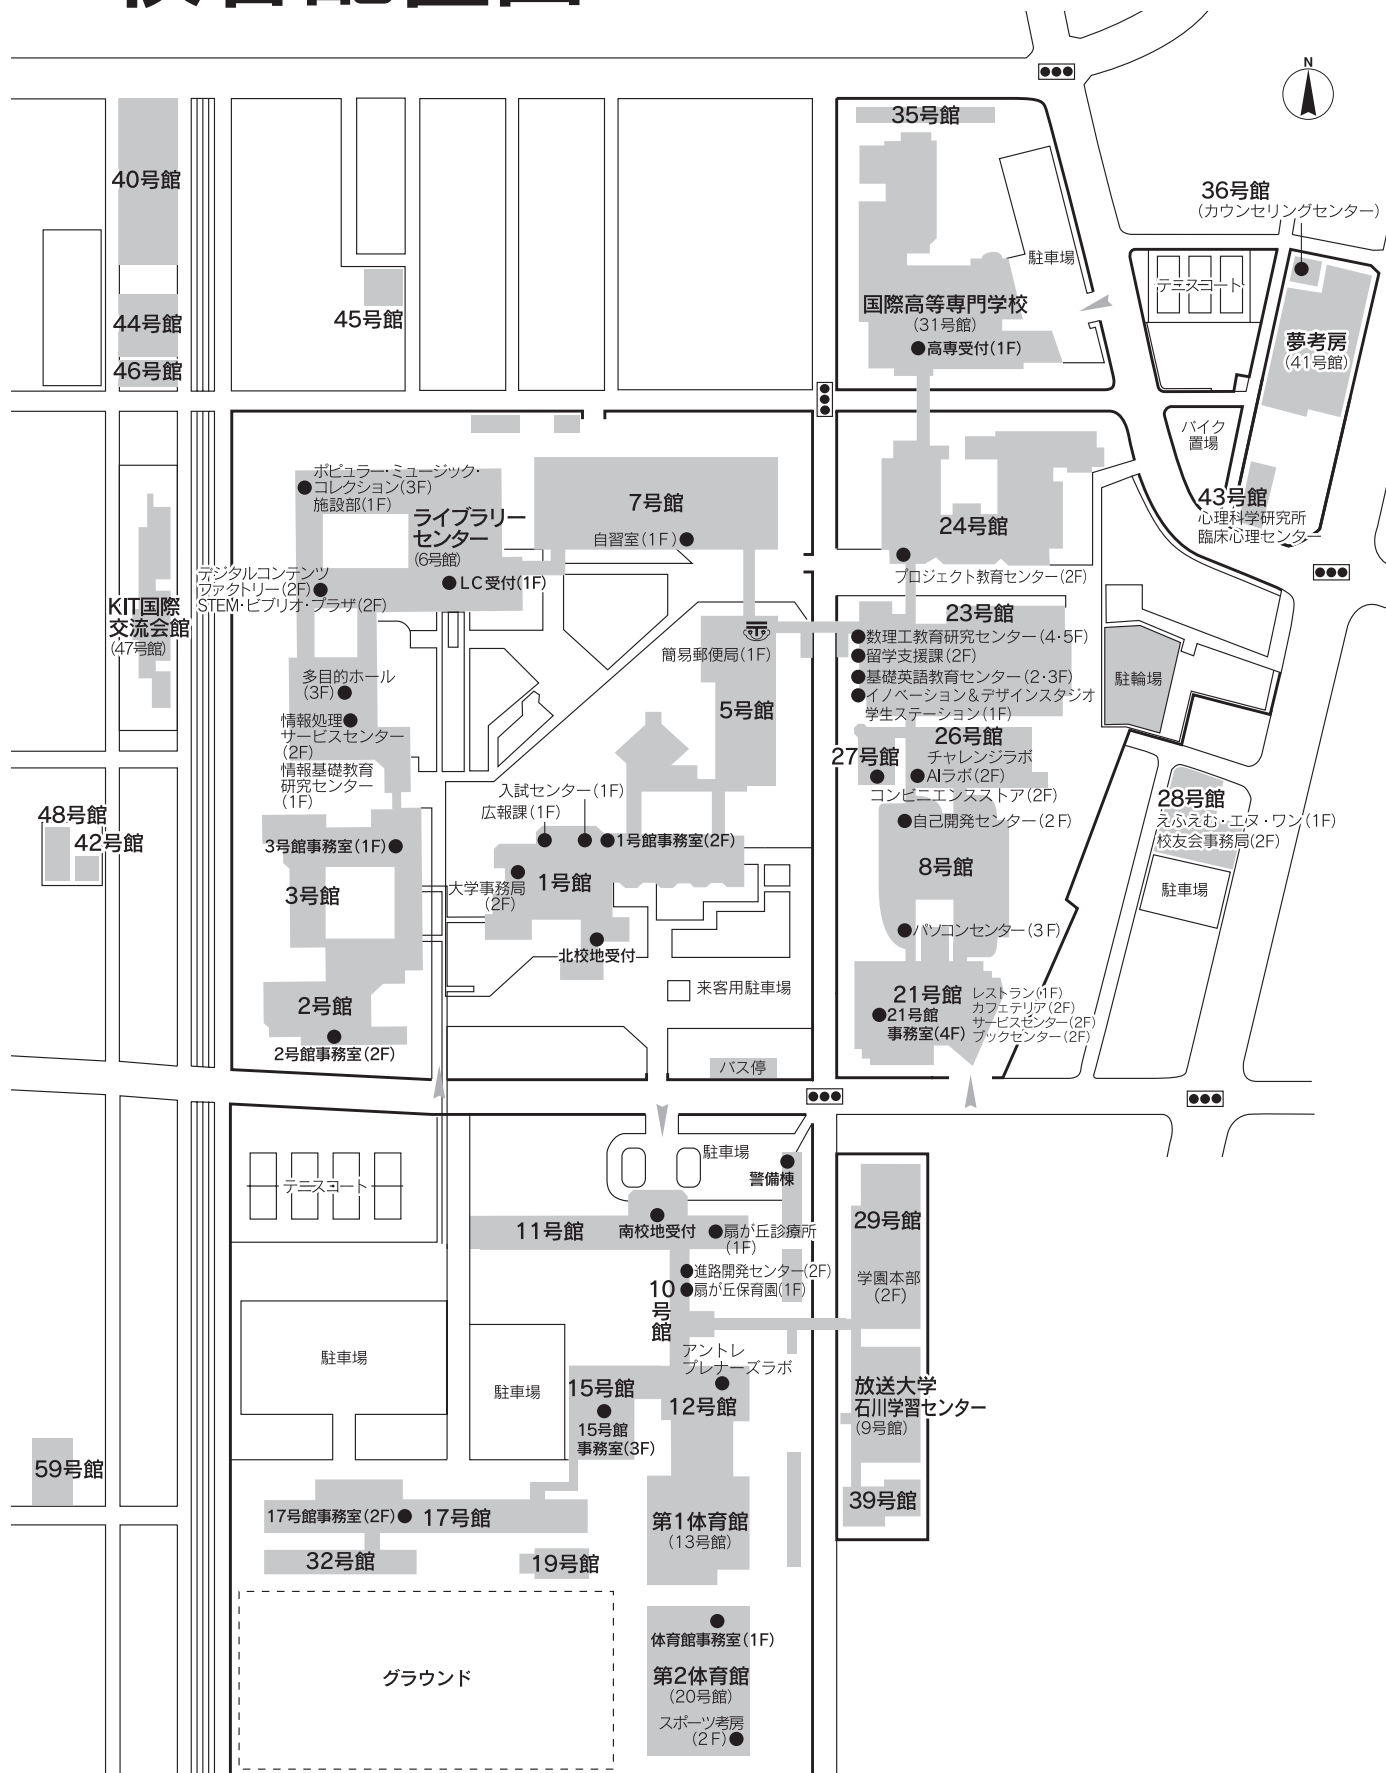 N
35号館
40号館
36号館
(カウンセリングセンター)
駐車場
テニスコート
国際高等専門学校
(31号館)
高専受付(1F)
44号館
45号館
46号館
夢考房
(41号館)
バイク
置場
43号館
心理科学研究所
臨床心理センター
ポピュラー・ミュージック・
コレクション(3F)
施設部(1F)
ライブラリー
センター
(6号館)
LC受付(1F)
7号館
自習室(1F)
24号館
プロジェクト教育センター(2F)
デジタルコンテンツ
ファクトリー(2F)
STEM・ビブリオ・プラザ(2F)
KIT国際
交流会館
(47号館)
23号館
数理工教育研究センター(4・5F)
留学支援課(2F)
基礎英語教育センター(2・3F)
イノベーション&デザインスタジオ
学生ステーション(1F)
簡易郵便局(1F)
5号館
駐輪場
多目的ホール
(3F)
情報処理
サービスセンター
(2F)
情報基礎教育
研究センター
(1F)
26号館
チャレンジラボ
AIラボ(2F)
27号館
コンビニエンスストア(2F)
28号館
えふえむ・エヌ・ワン(1F)
校友会事務局(2F)
駐車場
48号館
42号館
入試センター(1F)
広報課(1F)
1号館事務室(2F)
自己開発センター(2F)
3号館事務室(1F)
3号館
大学事務局
(2F)
1号館
8号館
北校地受付
パソコンセンター(3F)
来客用駐車場
2号館
2号館事務室(2F)
21号館
21号館
事務室(4F)
レストラン(1F)
カフェテリア(2F)
サービスセンター(2F)
ブックセンター(2F)
バス停
駐車場
警備棟
テニスコート
11号館
南校地受付
扇が丘診療所
(1F)
29号館
学園本部
(2F)
進路開発センター(2F)
扇が丘保育園(1F)
10
号
館
駐車場
駐車場
アントレ
プレナーズラボ
15号館
15号館
事務室(3F)
12号館
放送大学
石川学習センター
(9号館)
59号館
39号館
17号館事務室(2F)
17号館
第1体育館
(13号館)
32号館
19号館
体育館事務室(1F)
グラウンド
第2体育館
(20号館)
スポーツ考房
(2F)